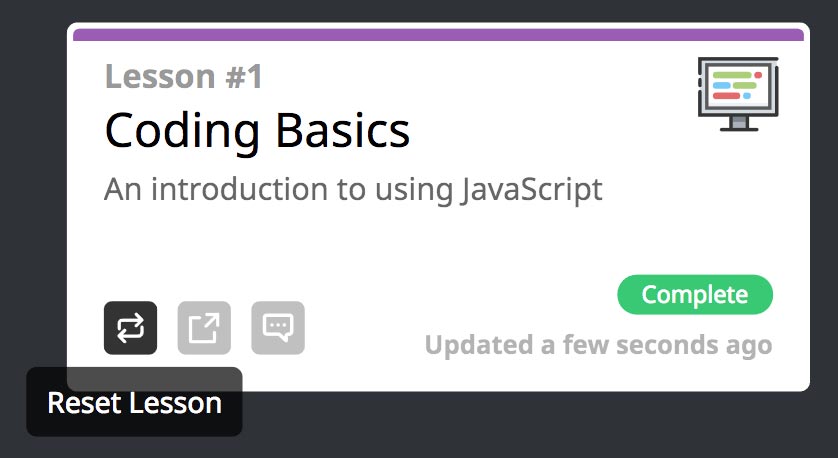 Lesson #1
Coding Basics
An introduction to using JavaScript
Complete
Updated a few seconds ago
Reset Lesson